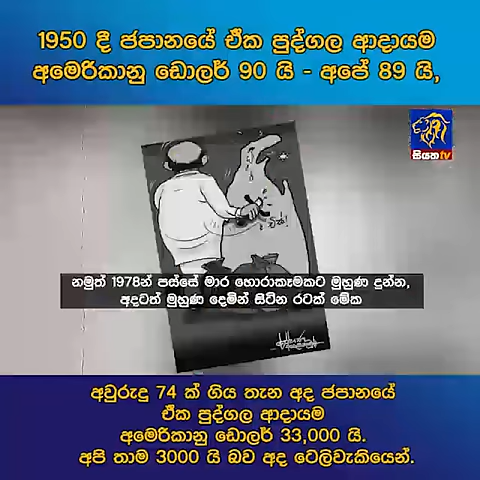 1950 දී ජපානයේ ඒක පුද්ගල ආදායම
අමෙරිකානු ඩොලර් 90 යි - අපේ 89 යි,
සියත tv
නමුත් 1978න් පස්සේ මාර හොරාකෑමකට මුහුණ දුන්න,
අදටත් මුහුණ දෙමින් සිටින රටක් මේක
අවුරුදු 74 ක් ගිය තැන අද ජපානයේ
ඒක පුද්ගල ආදායම
අමෙරිකානු ඩොලර් 33,000 යි.
අපි තාම 3000 යි බව අද ටෙලිවැකියෙන්.